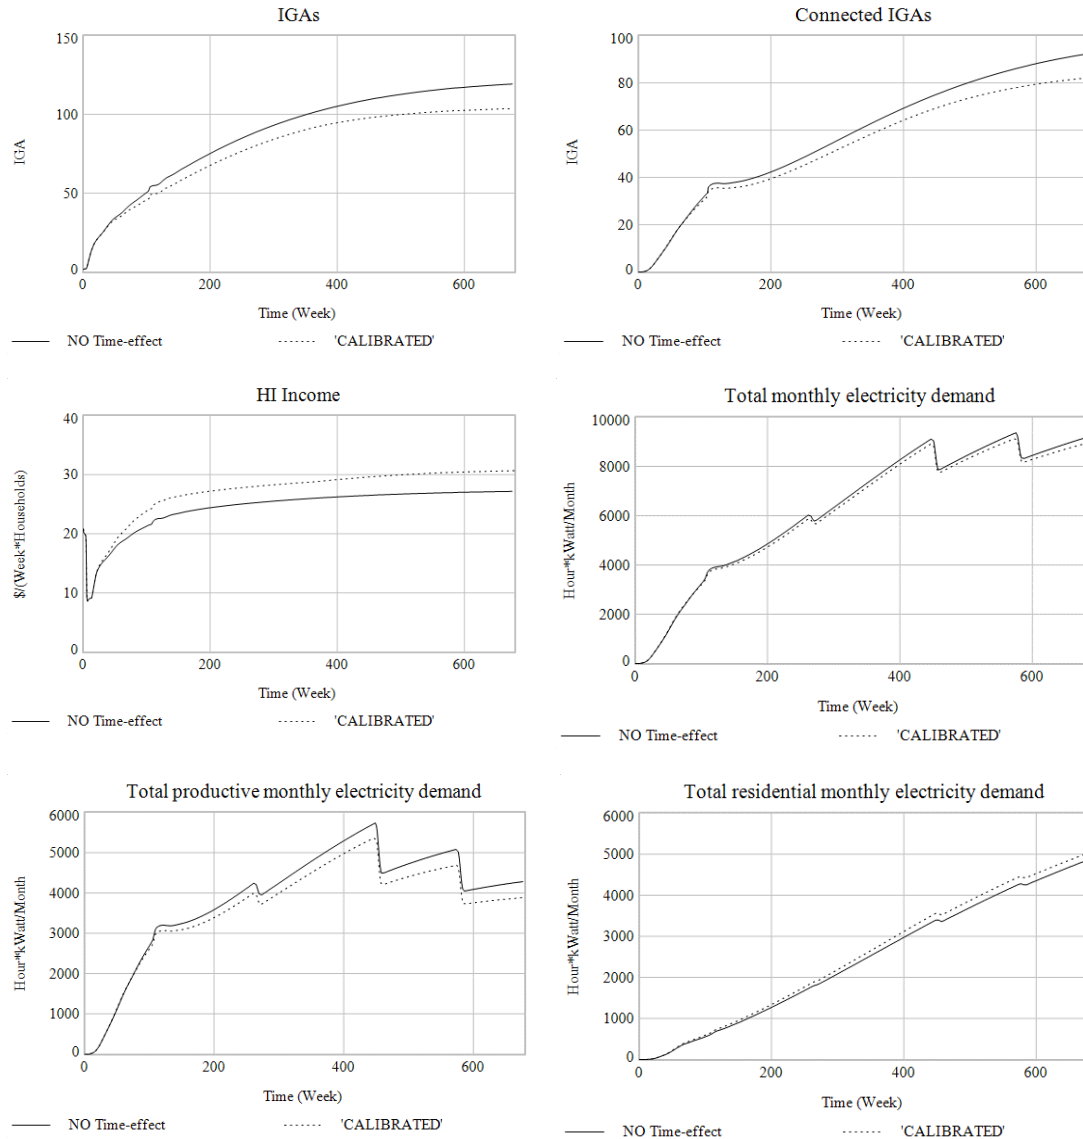 IGAs
150
100
50
0
IGA
0
200
400
600
Time (Week)
NO Time-effect
'CALIBRATED'
Connected IGAs
100
80
60
40
20
0
IGA
0
200
400
600
Time (Week)
NO Time-effect
'CALIBRATED'
HI Income
40
30
20
10
0
$/(Week*Households)
0
200
400
600
Time (Week)
NO Time-effect
'CALIBRATED'
Total monthly electricity demand
10000
8000
6000
4000
2000
0
Hour*kWatt/Month
0
200
400
600
Time (Week)
NO Time-effect
'CALIBRATED'
Total productive monthly electricity demand
6000
5000
4000
3000
2000
1000
0
Hour*kWatt/Month
0
200
400
600
Time (Week)
NO Time-effect
'CALIBRATED'
Total residential monthly electricity demand
6000
5000
4000
3000
2000
1000
0
Hour*kWatt/Month
0
200
400
600
Time (Week)
NO Time-effect
'CALIBRATED'